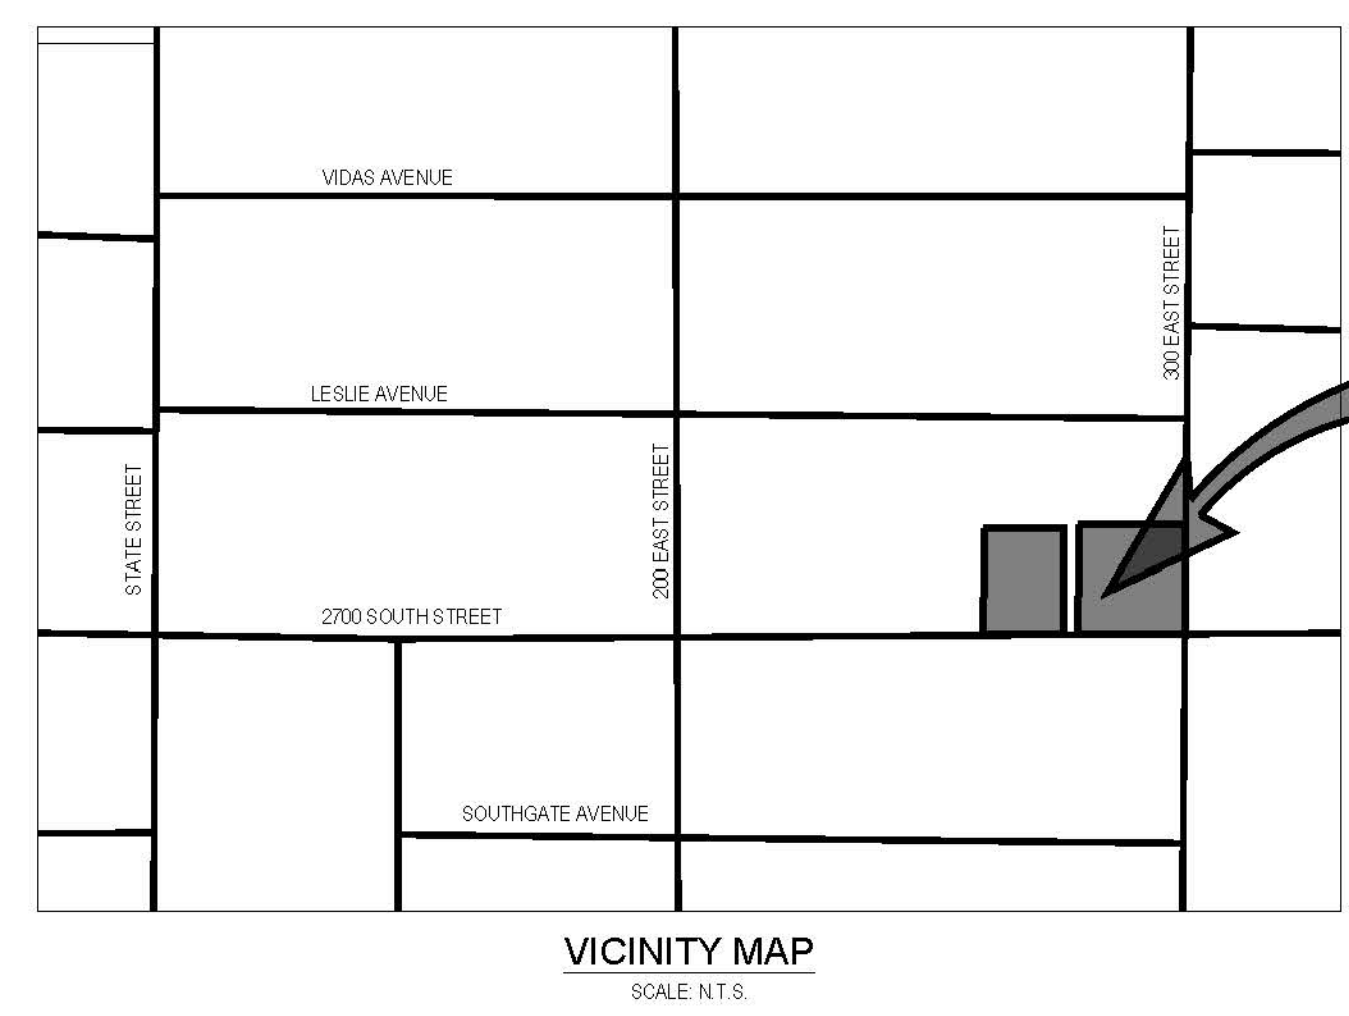 VIDAS AVENUE
300 EAST STREET
LESLIE AVENUE
STATE STREET
200 EAST STREET
2700 SOUTH STREET
SOUTHGATE AVENUE
VICINITY MAP
SCALE: N.T.S.